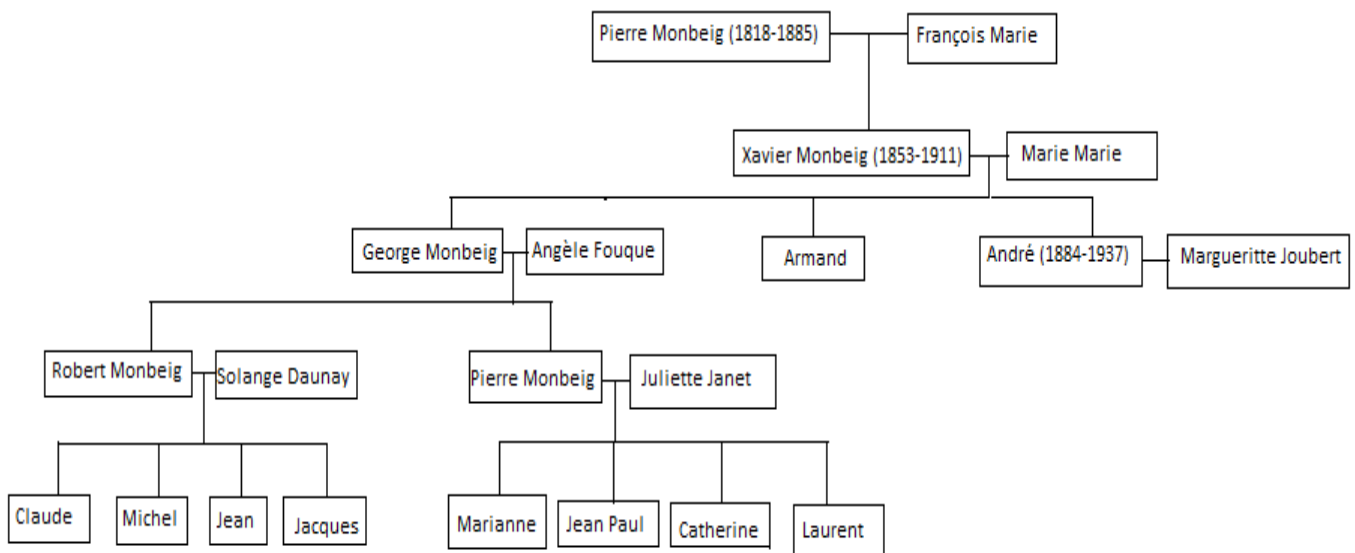 Pierre Monbeig (1818-1885)
François Marie
Xavier Monbeig (1853-1911)
Marie Marie
George Monbeig
Angèle Fouque
Armand
André (1884-1937)
Margueritte Joubert
Robert Monbeig
Solange Daunay
Pierre Monbeig
Juliette Janet
Claude
Michel
Jean
Jacques
Marianne
Jean Paul
Catherine
Laurent